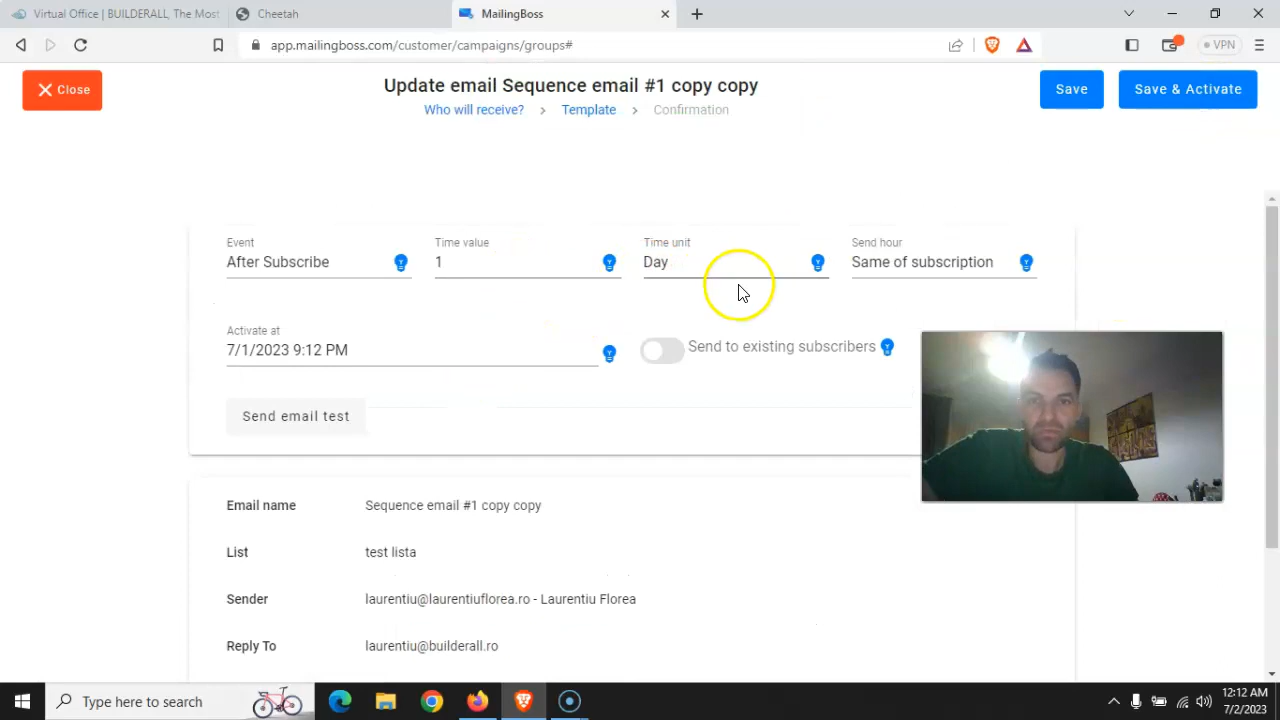 Virtual Office | BUILDERALL, The Most
Cheetah
MailingBoss
app.mailingboss.com/customer/campaigns/groups#
VPN
Close
Update email Sequence email #1 copy copy
Save
Save & Activate
Who will receive? > Template > Confirmation
Event
Time value
Time unit
Send hour
After Subscribe
1
Day
Same of subscription
Activate at
7/1/2023 9:12 PM
Send to existing subscribers
Send email test
Email name Sequence email #1 copy copy
List test lista
Sender laurentiu@laurentiuflorea.ro - Laurentiu Florea
Reply To laurentiu@builderall.ro
Type here to search
12:12 AM
7/2/2023